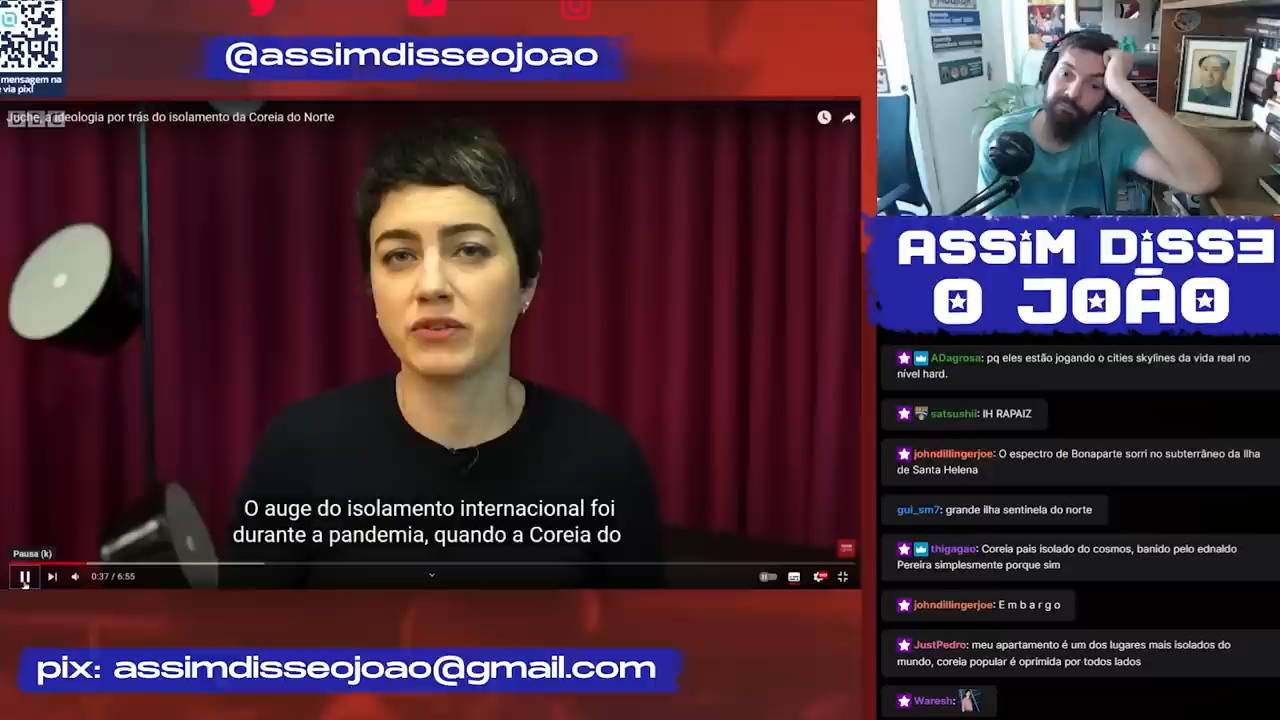 mensagem na
via pix!
@assimdisseojoao
Juche, a ideologia por trás do isolamento da Coreia do Norte
O auge do isolamento internacional foi
durante a pandemia, quando a Coreia do
Pausa (k)
0:37 / 6:55
pix: assimdisseojoao@gmail.com
ASSIM DISSE
O JOÃO
ADagrosa: pq eles estão jogando o cities skylines da vida real no
nível hard.
satsushii: IH RAPAIZ
johndillingerjoe: O espectro de Bonaparte sorri no subterrâneo da Ilha
de Santa Helena
gui_sm7: grande ilha sentinela do norte
thigagao: Coreia pais isolado do cosmos, banido pelo ednaldo
Pereira simplesmente porque sim
johndillingerjoe: E m b a r g o
JustPedro: meu apartamento é um dos lugares mais isolados do
mundo, coreia popular é oprimida por todos lados
Waresh: